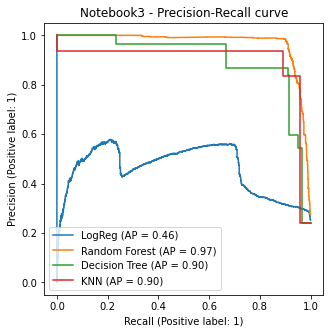 Notebook3 - Precision-Recall curve
Precision (Positive label: 1)
1.0
0.8
0.6
0.4
0.2
0.0
LogReg (AP = 0.46)
Random Forest (AP = 0.97)
Decision Tree (AP = 0.90)
KNN (AP = 0.90)
0.0 0.2 0.4 0.6 0.8 1.0
Recall (Positive label: 1)